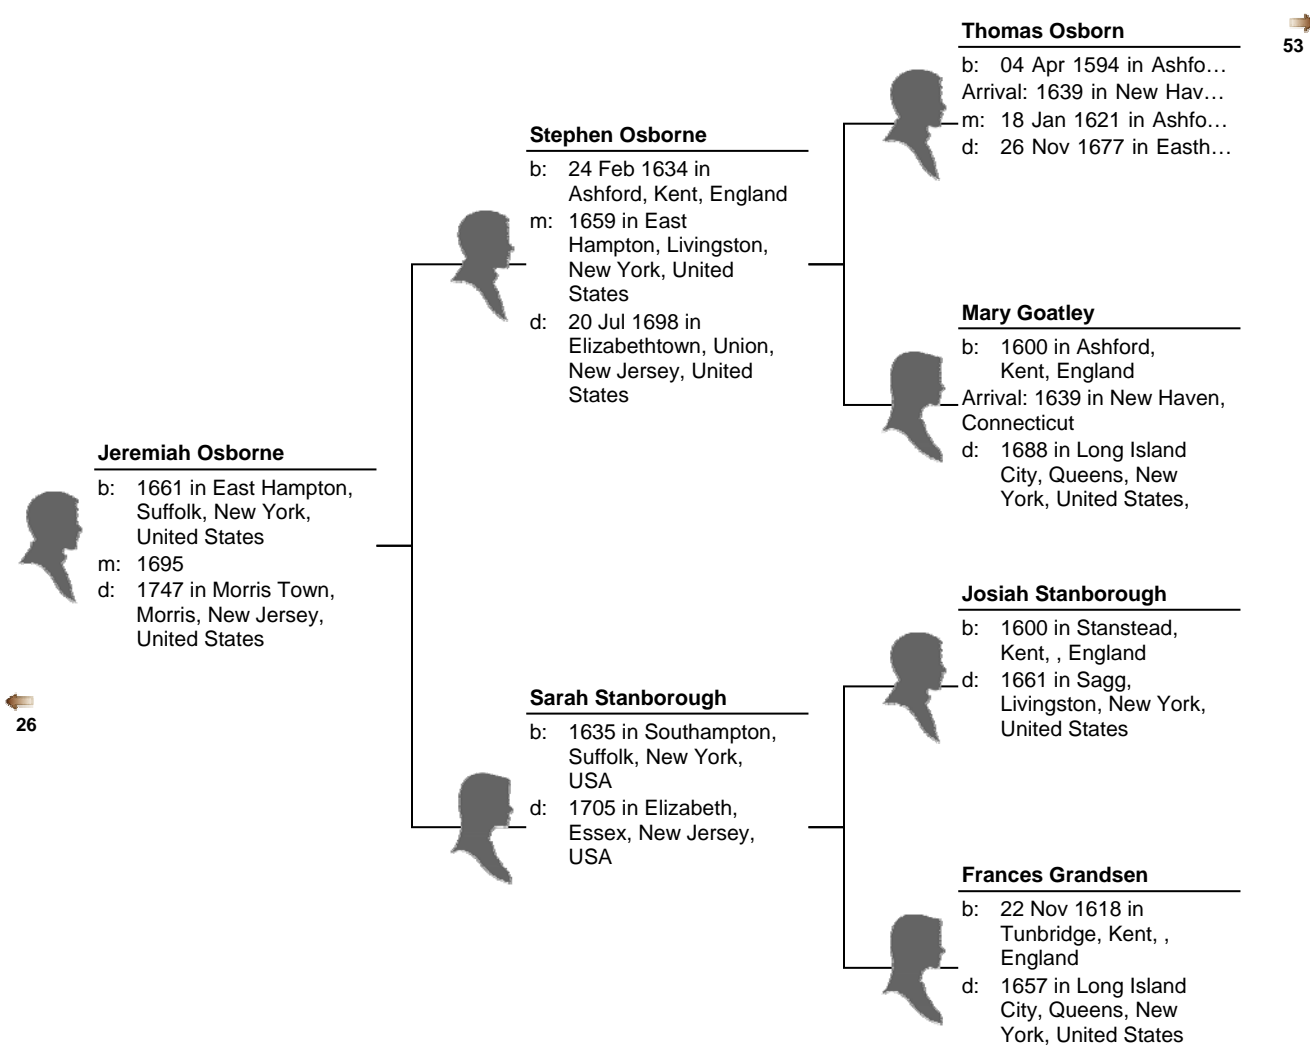 Thomas Osborn
b: 04 Apr 1594 in Ashfo…
Arrival: 1639 in New Hav…
m: 18 Jan 1621 in Ashfo…
d: 26 Nov 1677 in Easth…
53
Stephen Osborne
b: 24 Feb 1634 in
Ashford, Kent, England
m: 1659 in East
Hampton, Livingston,
New York, United
States
d: 20 Jul 1698 in
Elizabethtown, Union,
New Jersey, United
States
Mary Goatley
b: 1600 in Ashford,
Kent, England
Arrival: 1639 in New Haven,
Connecticut
d: 1688 in Long Island
City, Queens, New
York, United States,
Jeremiah Osborne
b: 1661 in East Hampton,
Suffolk, New York,
United States
m: 1695
d: 1747 in Morris Town,
Morris, New Jersey,
United States
26
Josiah Stanborough
b: 1600 in Stanstead,
Kent, , England
d: 1661 in Sagg,
Livingston, New York,
United States
Sarah Stanborough
b: 1635 in Southampton,
Suffolk, New York,
USA
d: 1705 in Elizabeth,
Essex, New Jersey,
USA
Frances Grandsen
b: 22 Nov 1618 in
Tunbridge, Kent, ,
England
d: 1657 in Long Island
City, Queens, New
York, United States